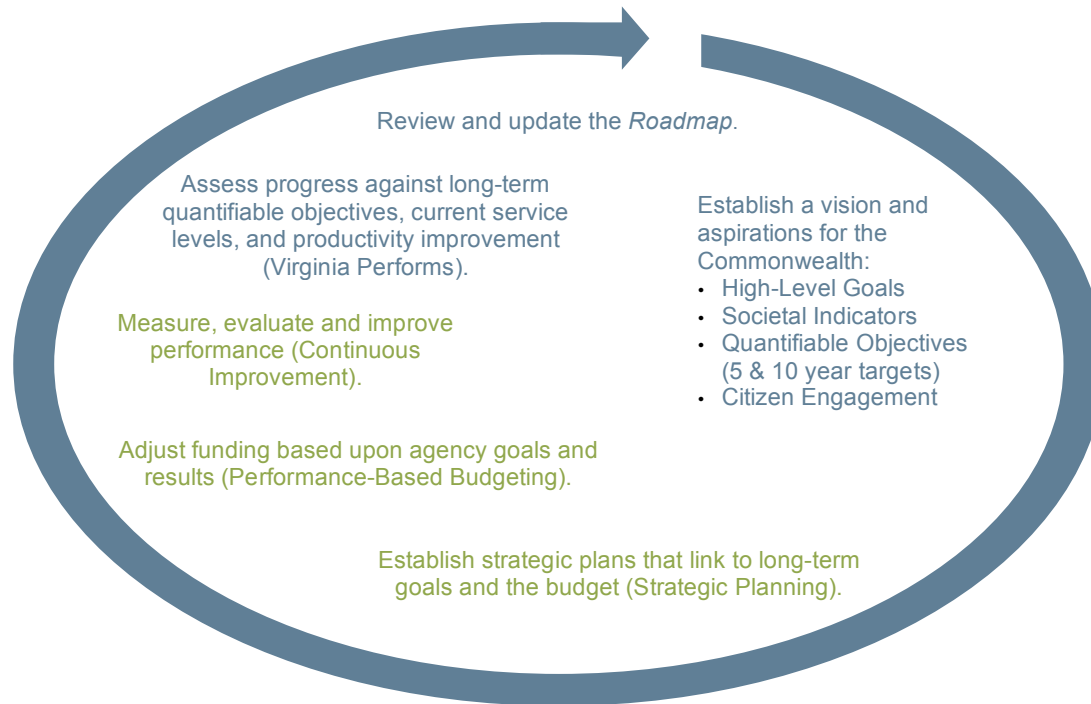 Review and update the Roadmap.
Assess progress against long-term
quantifiable objectives, current service
levels, and productivity improvement
(Virginia Performs).
Establish a vision and
aspirations for the
Commonwealth:
• High-Level Goals
• Societal Indicators
• Quantifiable Objectives
(5 & 10 year targets)
• Citizen Engagement
Measure, evaluate and improve
performance (Continuous
Improvement).
Adjust funding based upon agency goals and
results (Performance-Based Budgeting).
Establish strategic plans that link to long-term
goals and the budget (Strategic Planning).